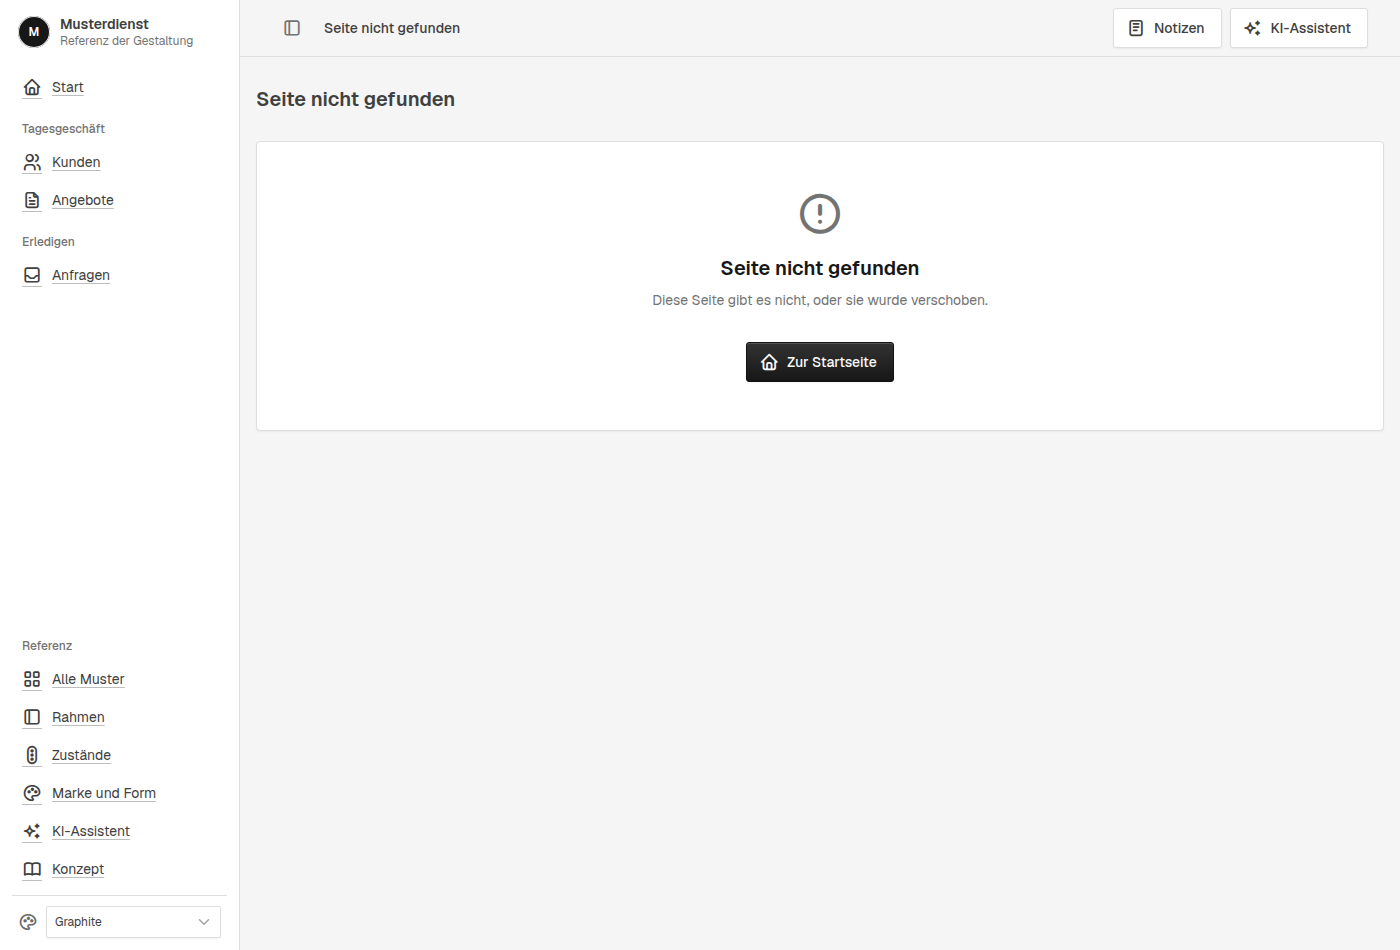 M
Musterdienst
Referenz der Gestaltung
Start
Tagesgeschäft
Kunden
Angebote
Erledigen
Anfragen
Referenz
Alle Muster
Rahmen
Zustände
Marke und Form
KI-Assistent
Konzept
Graphite
Seite nicht gefunden
Notizen
KI-Assistent
Seite nicht gefunden
Seite nicht gefunden
Diese Seite gibt es nicht, oder sie wurde verschoben.
Zur Startseite